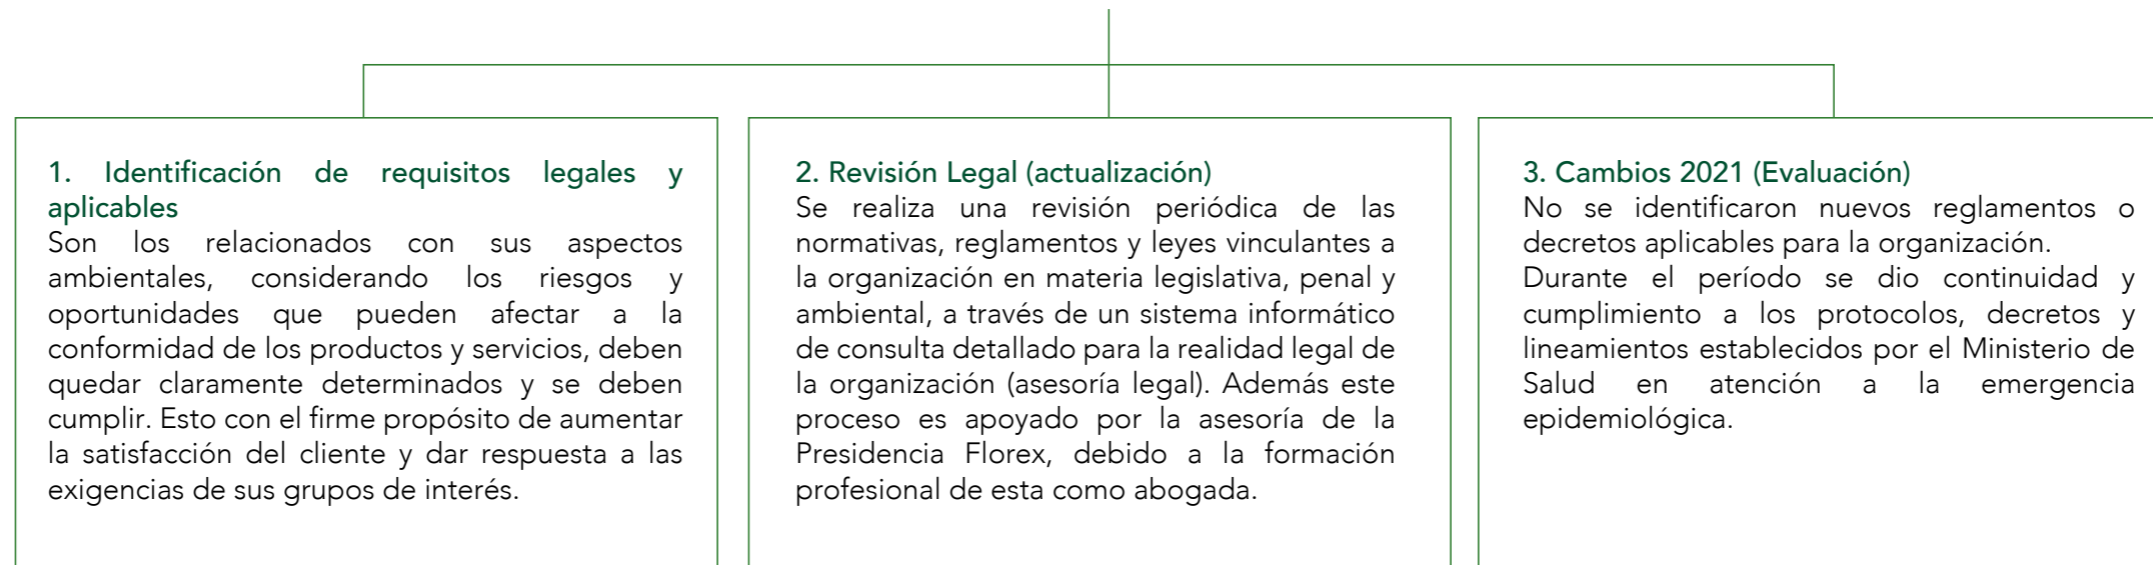 1. Identificación de requisitos legales y
aplicables
Son los relacionados con sus aspectos
ambientales, considerando los riesgos y
oportunidades que pueden afectar a la
conformidad de los productos y servicios, deben
quedar claramente determinados y se deben
cumplir. Esto con el firme propósito de aumentar
la satisfacción del cliente y dar respuesta a las
exigencias de sus grupos de interés.
2. Revisión Legal (actualización)
Se realiza una revisión periódica de las
normativas, reglamentos y leyes vinculantes a
la organización en materia legislativa, penal y
ambiental, a través de un sistema informático
de consulta detallado para la realidad legal de
la organización (asesoría legal). Además este
proceso es apoyado por la asesoría de la
Presidencia Florex, debido a la formación
profesional de esta como abogada.
3. Cambios 2021 (Evaluación)
No se identificaron nuevos reglamentos o
decretos aplicables para la organización.
Durante el período se dio continuidad y
cumplimiento a los protocolos, decretos y
lineamientos establecidos por el Ministerio de
Salud en atención a la emergencia
epidemiológica.